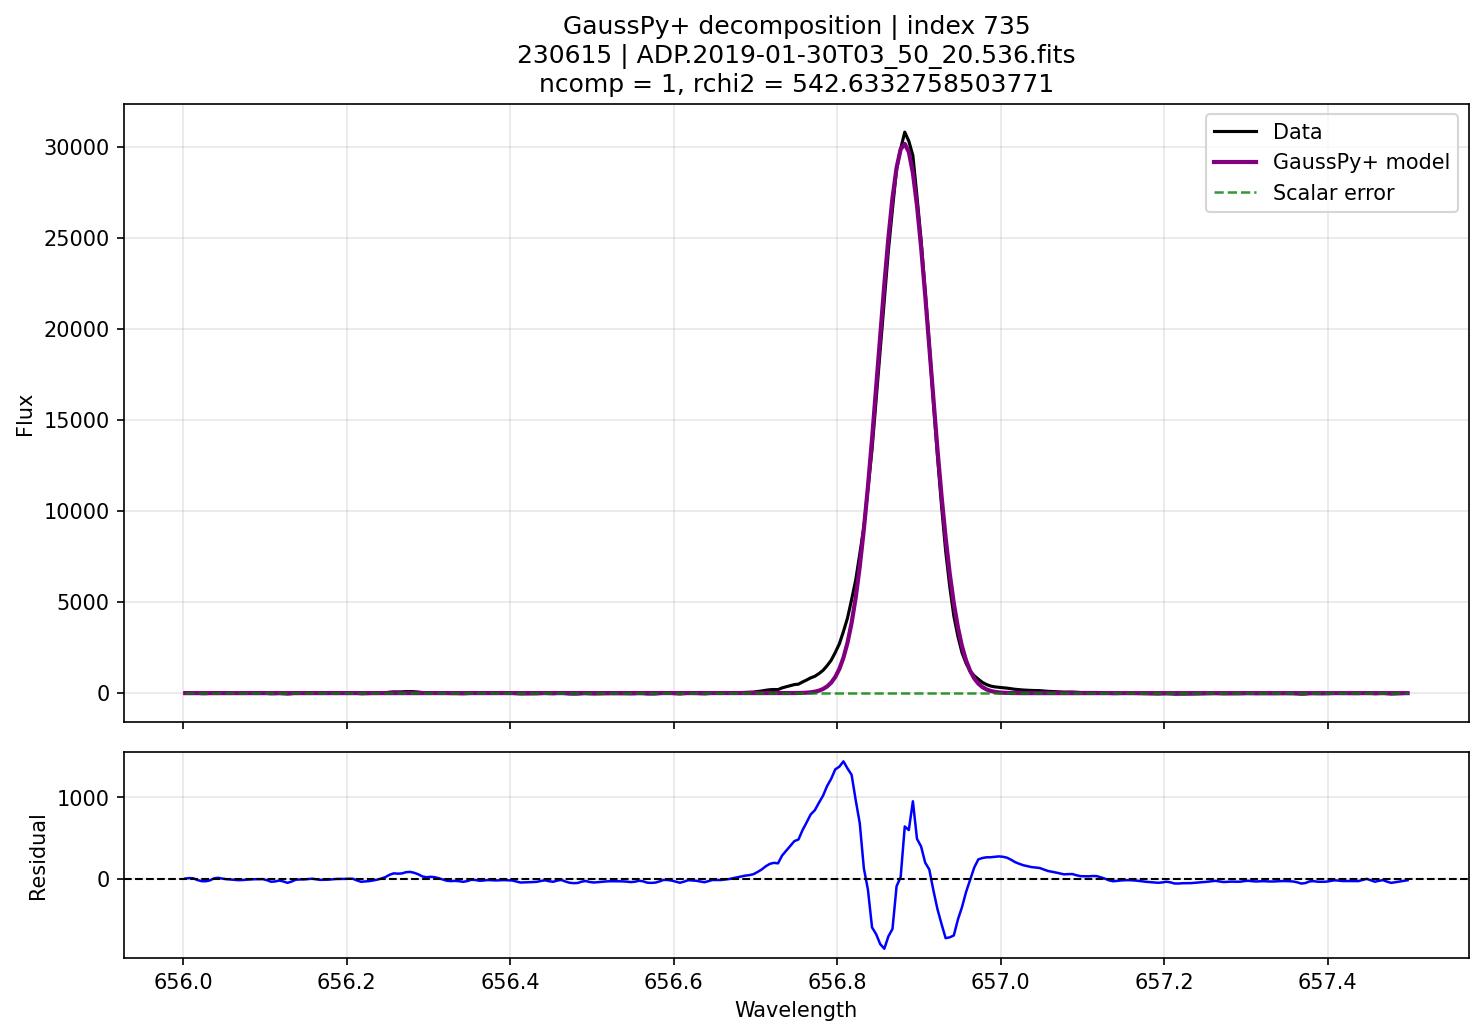 GaussPy+ decomposition | index 735
230615 | ADP.2019-01-30T03_50_20.536.fits
ncomp = 1, rchi2 = 542.6332758503771
Data
GaussPy+ model
Scalar error
30000
25000
20000
15000
10000
5000
0
Flux
1000
0
Residual
656.0 656.2 656.4 656.6 656.8 657.0 657.2 657.4
Wavelength